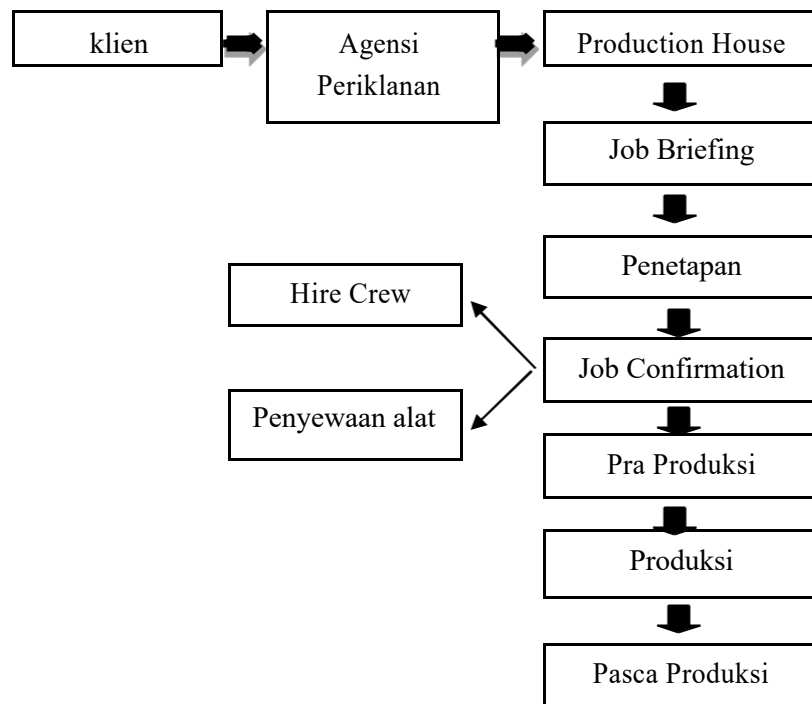 klien
Agensi
Periklanan
Production House
Job Briefing
Penetapan
Hire Crew
Job Confirmation
Penyewaan alat
Pra Produksi
Produksi
Pasca Produksi